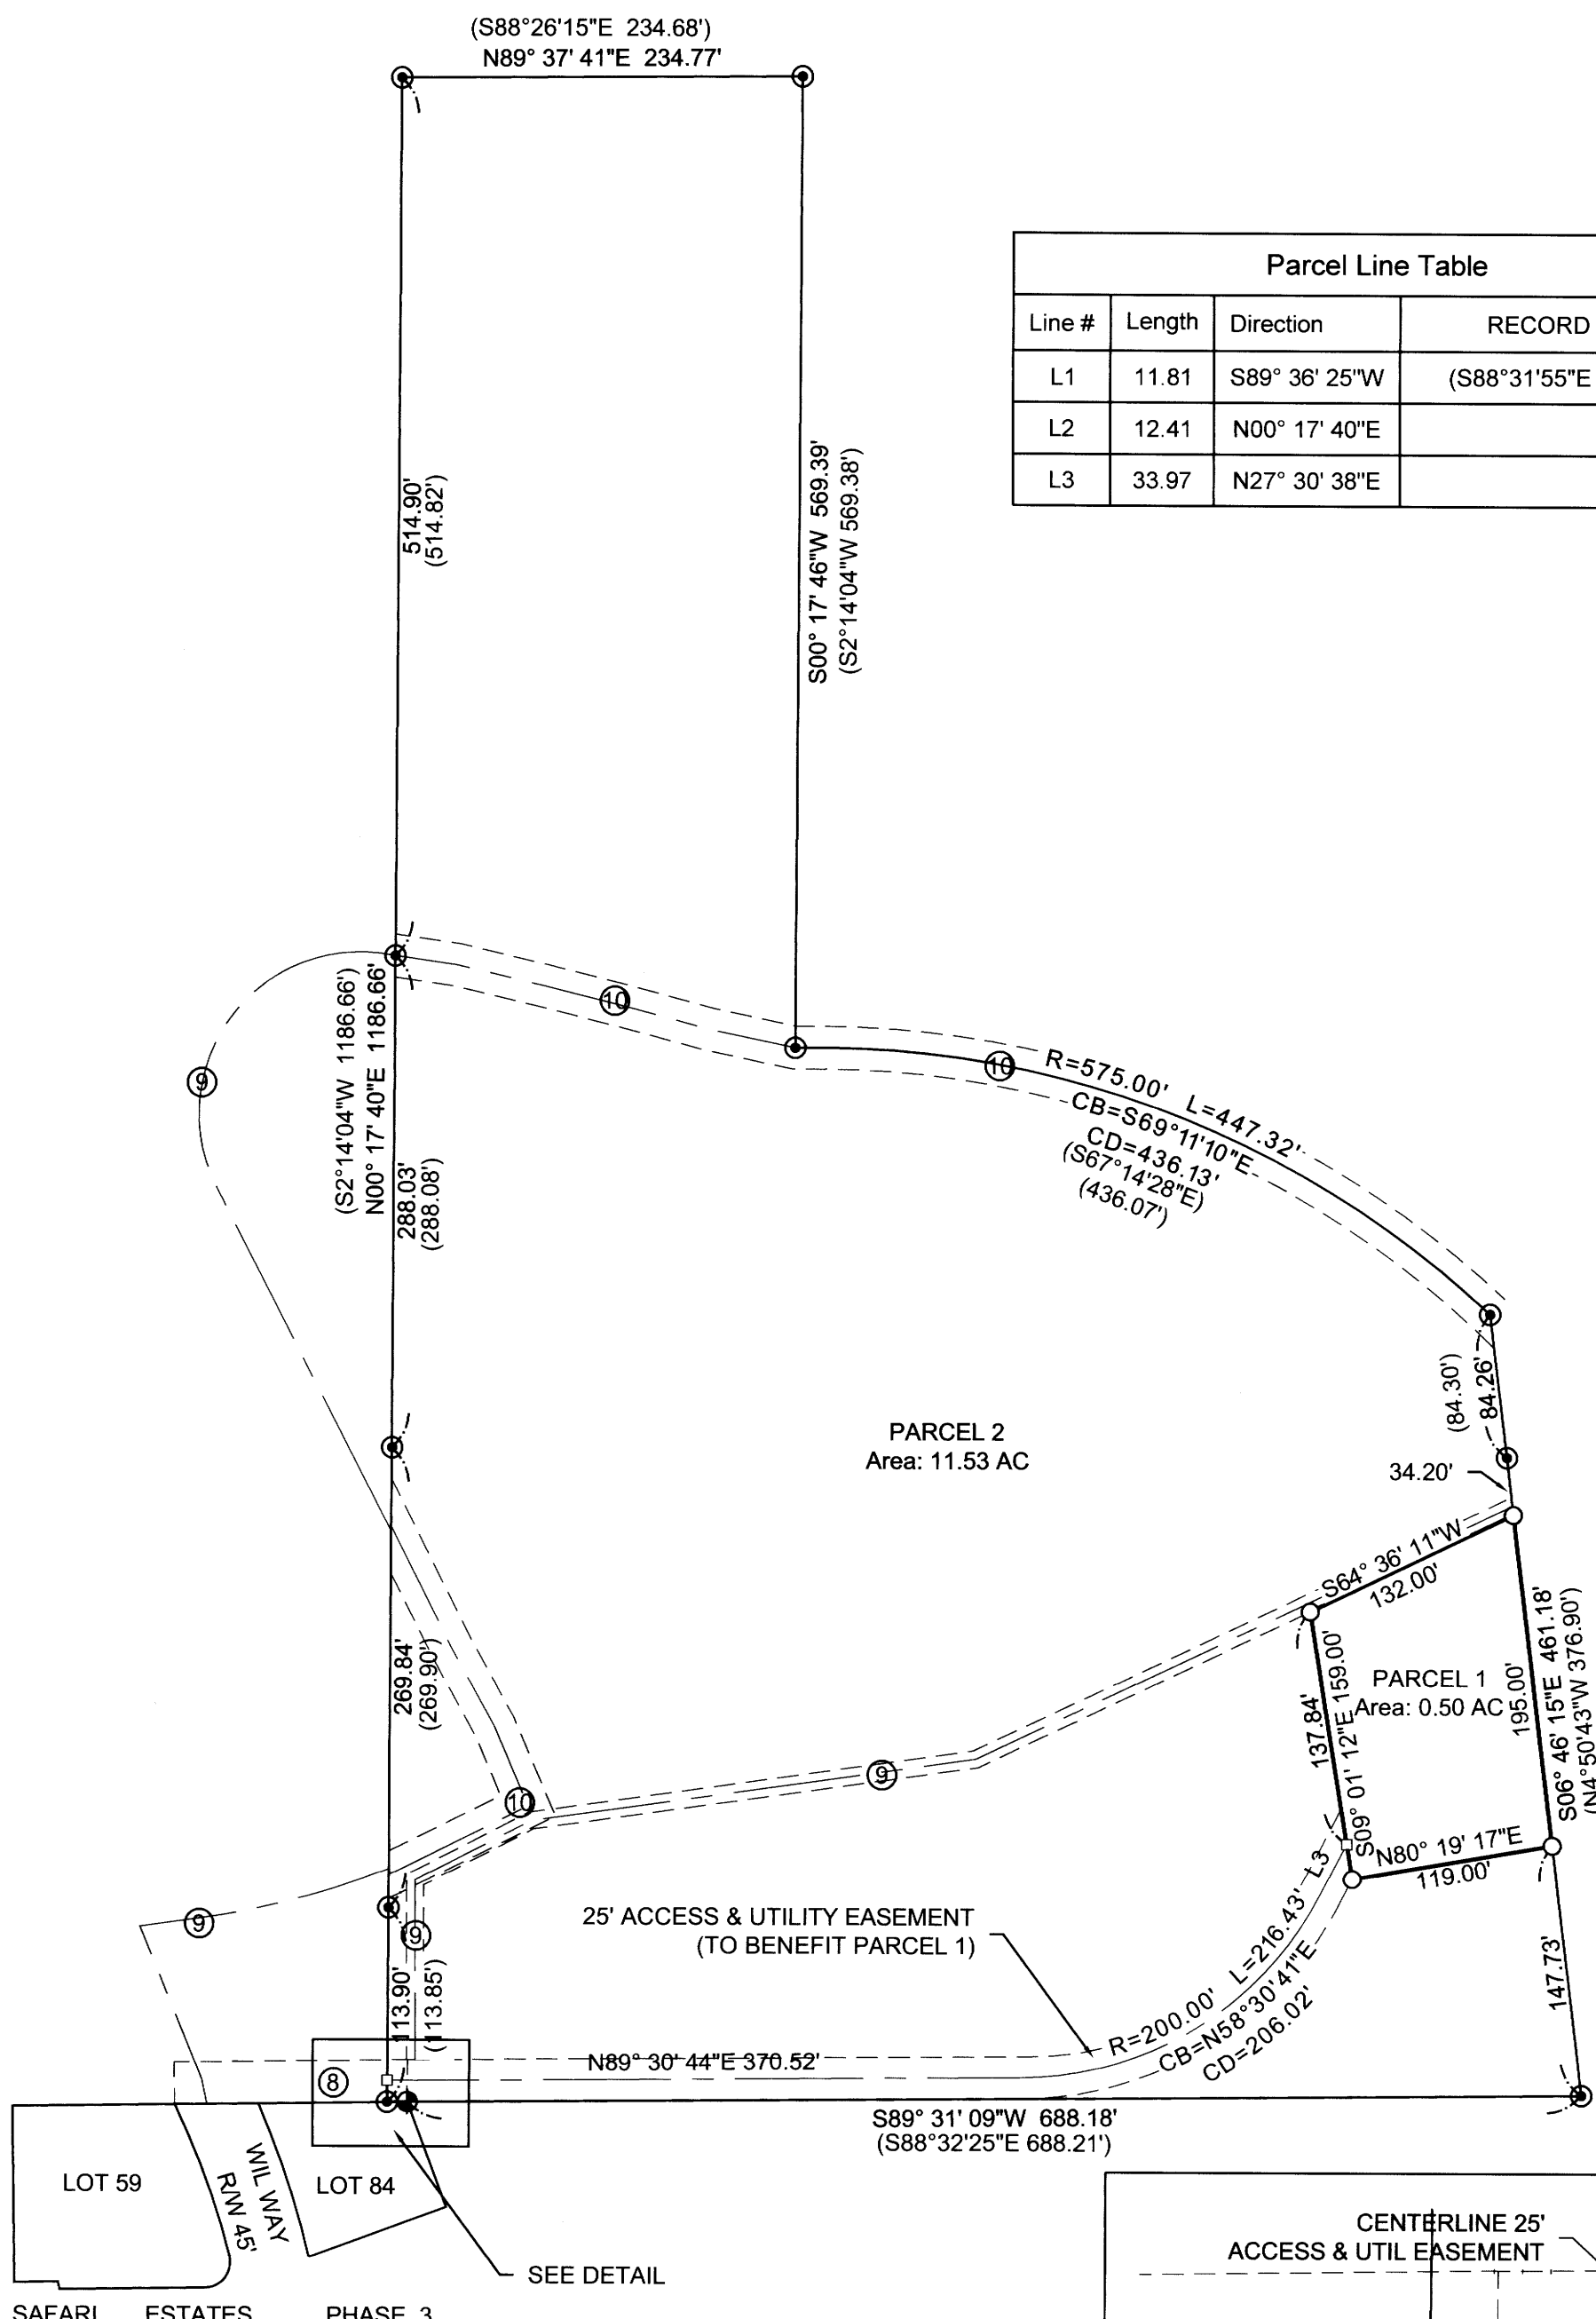 (S88°26'15"E 234.68')
N89° 37' 41"E 234.77'
Parcel Line Table
Line # Length Direction RECORD
L1 11.81 S89° 36' 25"W (S88°31'55"E
L2 12.41 N00° 17' 40"E
L3 33.97 N27° 30' 38"E
514.90'
(514.82')
S00° 17' 46"W 569.39'
(S2°14'04"W 569.38')
(S2°14'04"W 1186.66')
N00° 17' 40"E 1186.66'
288.03'
(288.08')
10
10
9
R=575.00' L=447.32'
CB=S69°11'10"E
CD=436.13'
(S67°14'28"E)
(436.07')
(84.30')
84.26'
34.20'
PARCEL 2
Area: 11.53 AC
S64° 36' 11"W
132.00'
269.84'
(269.90')
137.84'
S09° 01' 12"E 159.00'
PARCEL 1
Area: 0.50 AC
195.00'
S06° 46' 15"E 461.18'
(N4°50'43"W 376.90')
9
10
N80° 19' 17"E
119.00'
L3
9
9
25' ACCESS & UTILITY EASEMENT
(TO BENEFIT PARCEL 1)
R=200.00' L=216.43'
CB=N58°30'41"E
CD=206.02'
147.73'
113.90'
(113.85')
N89° 30' 44"E 370.52'
8
S89° 31' 09"W 688.18'
(S88°32'25"E 688.21')
LOT 59
WIL WAY
R/W 45'
LOT 84
SEE DETAIL
CENTERLINE 25'
ACCESS & UTIL EASEMENT
SAFARI ESTATES PHASE 3